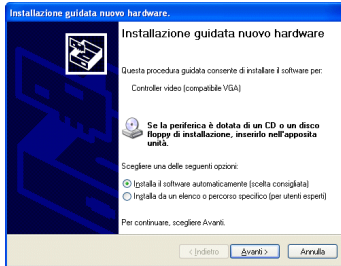 Installazione guidata nuovo hardware.
Installazione guidata nuovo hardware
Questa procedura guidata consente di installare il software per:
Controller video (compatibile VGA)
Se la periferica è dotata di un CD o un disco
floppy di installazione, inserirlo nell'apposita
unità.
Scegliere una delle seguenti opzioni:
Installa il software automaticamente (scelta consigliata)
Installa da un elenco o percorso specifico (per utenti esperti)
Per continuare, scegliere Avanti.
< Indietro Avanti > Annulla